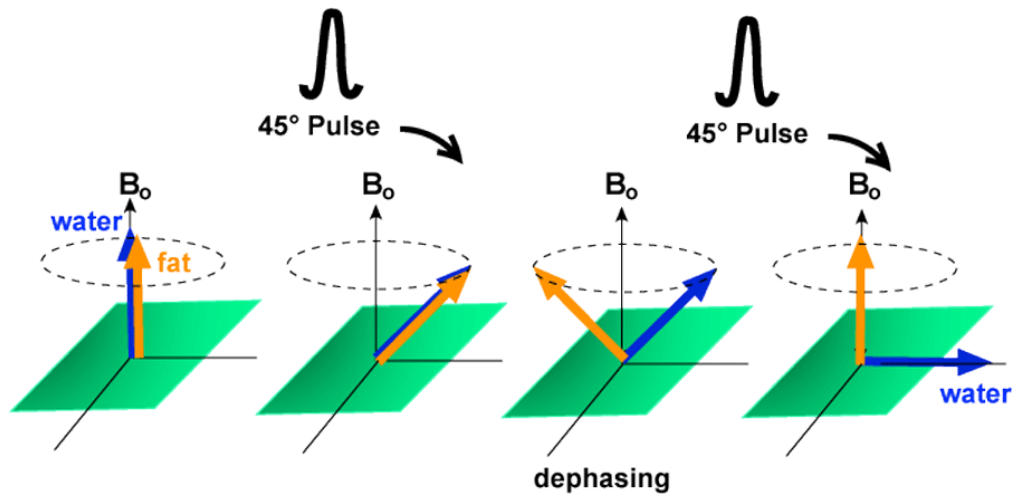 45° Pulse
45° Pulse
Bo
Bo
Bo
Bo
water
fat
water
dephasing